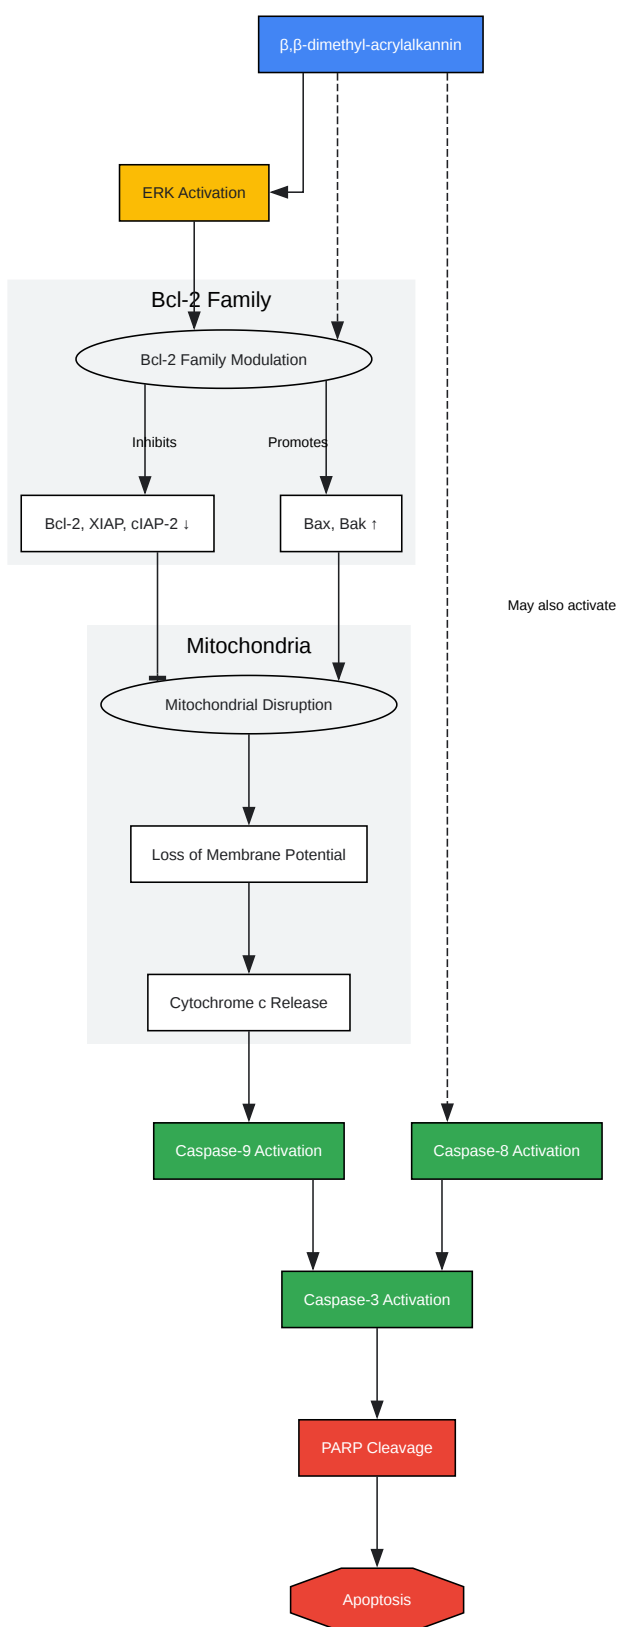 β,β-dimethyl-acrylalkannin
ERK Activation
Bcl-2 Family
Bcl-2 Family Modulation
Inhibits
Promotes
Bcl-2, XIAP, cIAP-2 ↓
Bax, Bak ↑
May also activate
Mitochondria
Mitochondrial Disruption
Loss of Membrane Potential
Cytochrome c Release
Caspase-9 Activation
Caspase-8 Activation
Caspase-3 Activation
PARP Cleavage
Apoptosis